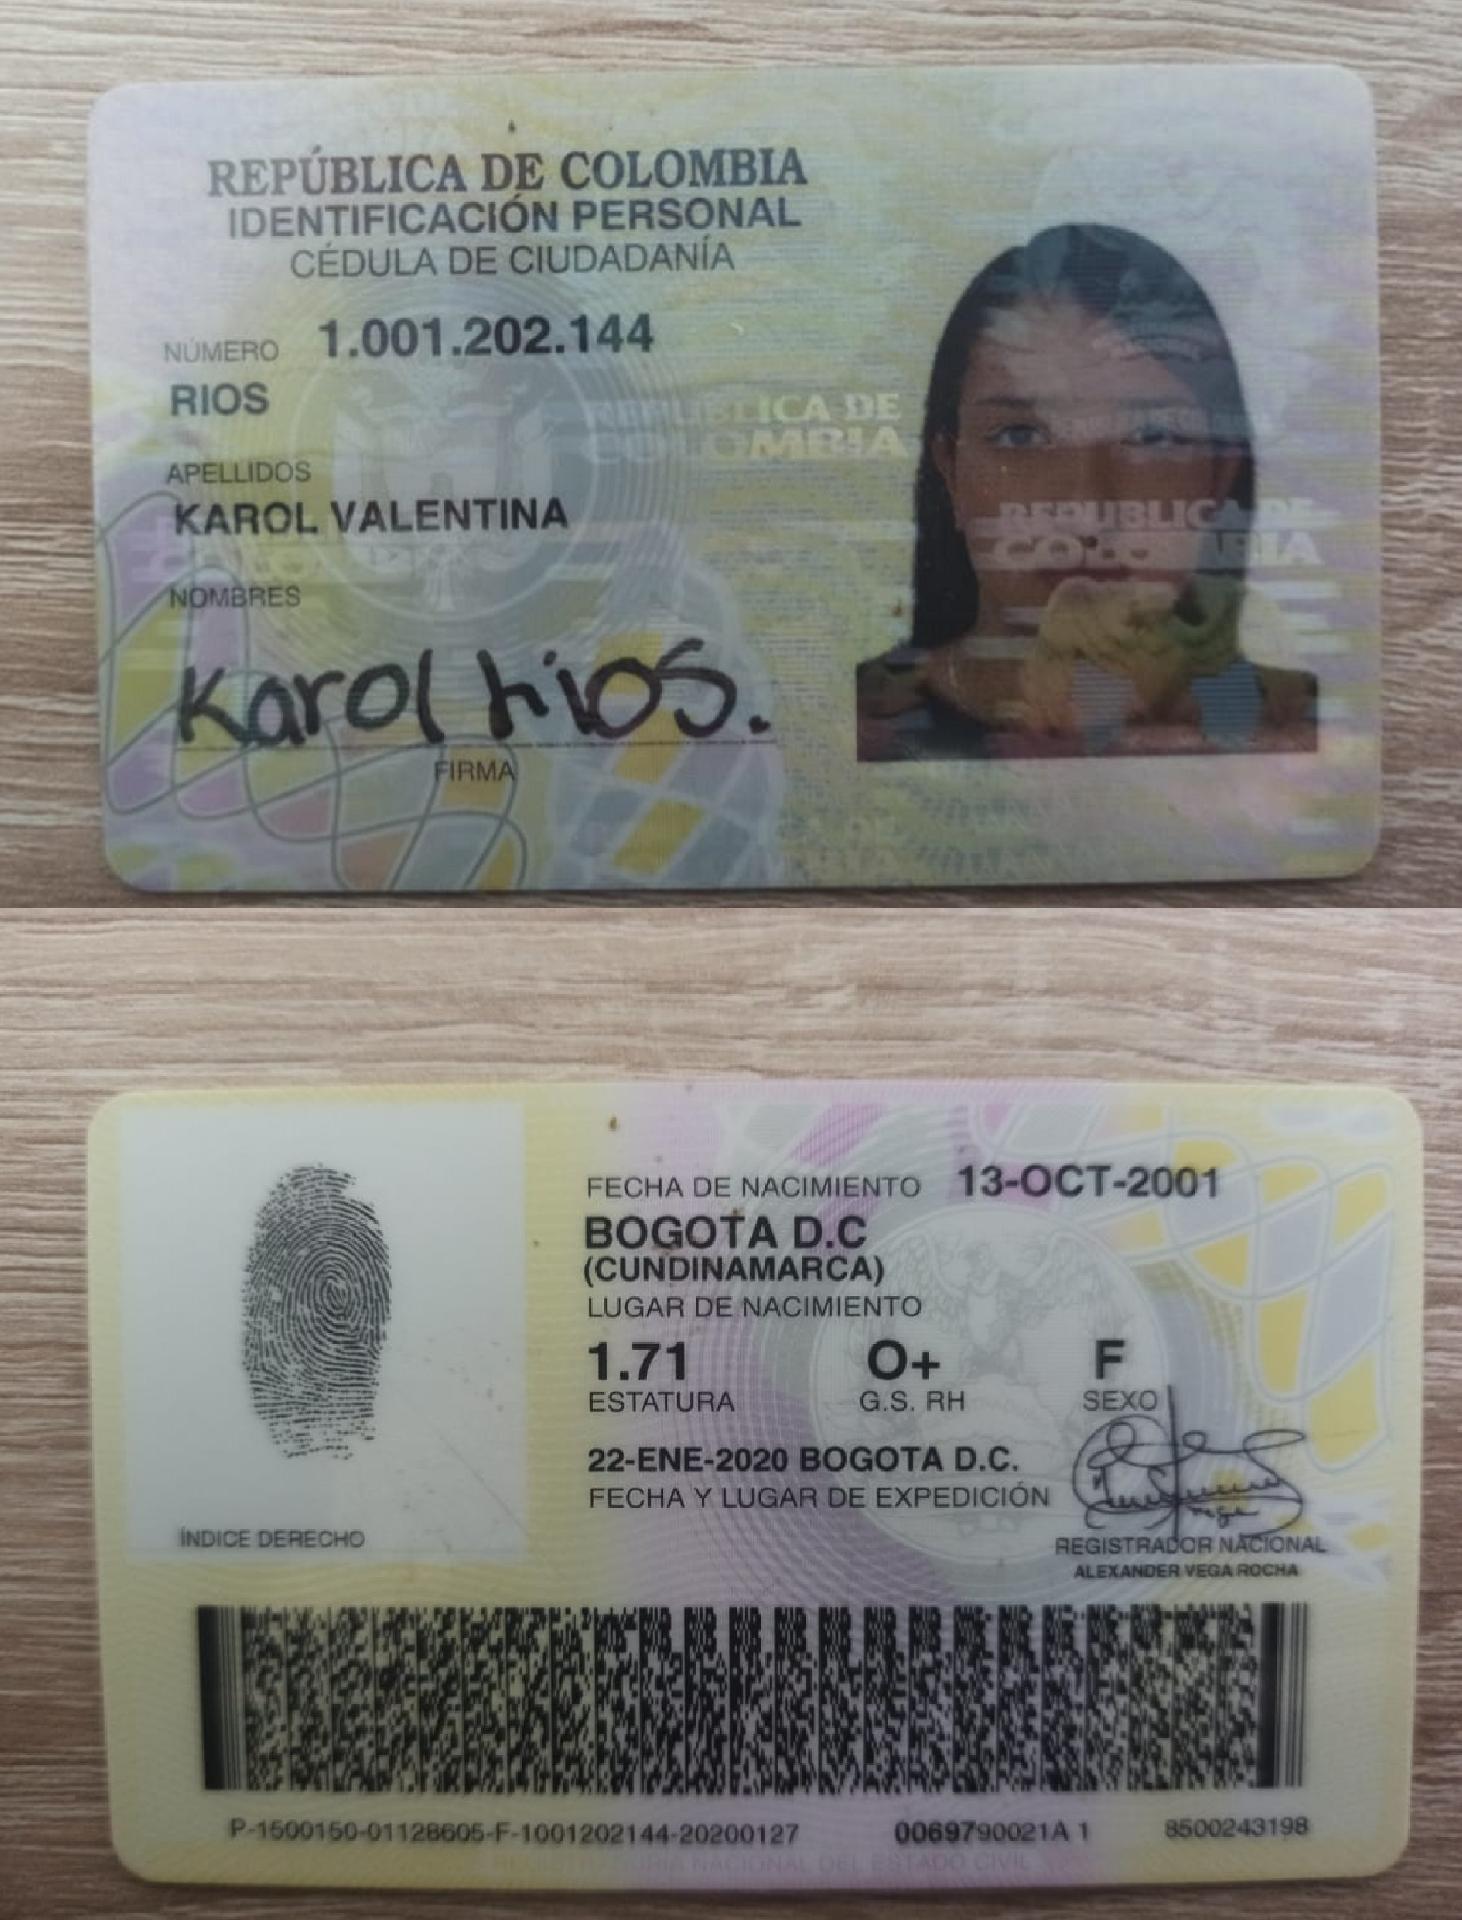 REPÚBLICA DE COLOMBIA
IDENTIFICACIÓN PERSONAL
CÉDULA DE CIUDADANÍA
NÚMERO 1.001.202.144
RIOS
APELLIDOS
KAROL VALENTINA
NOMBRES
REPUBLICA DE
COLOMBIA
REPUBLICA DE
COLOMBIA
Karol Rios.
FIRMA
FECHA DE NACIMIENTO 13-OCT-2001
BOGOTA D.C
(CUNDINAMARCA)
LUGAR DE NACIMIENTO
1.71 O+ F
ESTATURA G.S. RH SEXO
22-ENE-2020 BOGOTA D.C.
FECHA Y LUGAR DE EXPEDICIÓN
ÍNDICE DERECHO
REGISTRADOR NACIONAL
ALEXANDER VEGA ROCHA
P-1500150-01128605-F-1001202144-20200127 0069790021A 1 8500243198
REGISTRADURIA NACIONAL DEL ESTADO CIVIL